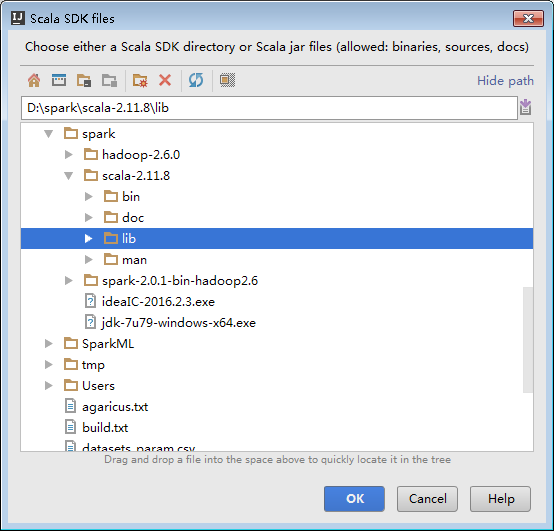 Scala SDK files
Choose either a Scala SDK directory or Scala jar files (allowed: binaries, sources, docs)
Hide path
D:\spark\scala-2.11.8\lib
spark
hadoop-2.6.0
scala-2.11.8
bin
doc
lib
man
spark-2.0.1-bin-hadoop2.6
ideaIC-2016.2.3.exe
jdk-7u79-windows-x64.exe
SparkML
tmp
Users
agaricus.txt
build.txt
datasets_param.csv
Drag and drop a file into the space above to quickly locate it in the tree
OK
Cancel
Help